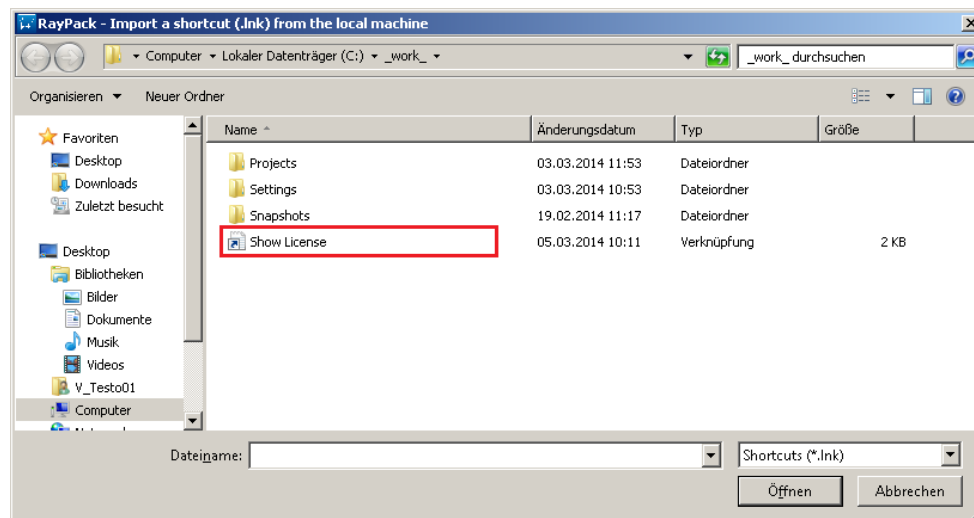 RayPack - Import a shortcut (.lnk) from the local machine
Computer Lokaler Datenträger (C:) _work_
_work_ durchsuchen
Organisieren Neuer Ordner
Favoriten
Desktop
Downloads
Zuletzt besucht
Desktop
Bibliotheken
Bilder
Dokumente
Musik
Videos
V_Testo01
Computer
Name Änderungsdatum Typ Größe
Projects 03.03.2014 11:53 Dateiordner
Settings 03.03.2014 10:53 Dateiordner
Snapshots 19.02.2014 11:17 Dateiordner
Show License 05.03.2014 10:11 Verknüpfung 2 KB
Dateiname:
Shortcuts (*.lnk)
Öffnen Abbrechen